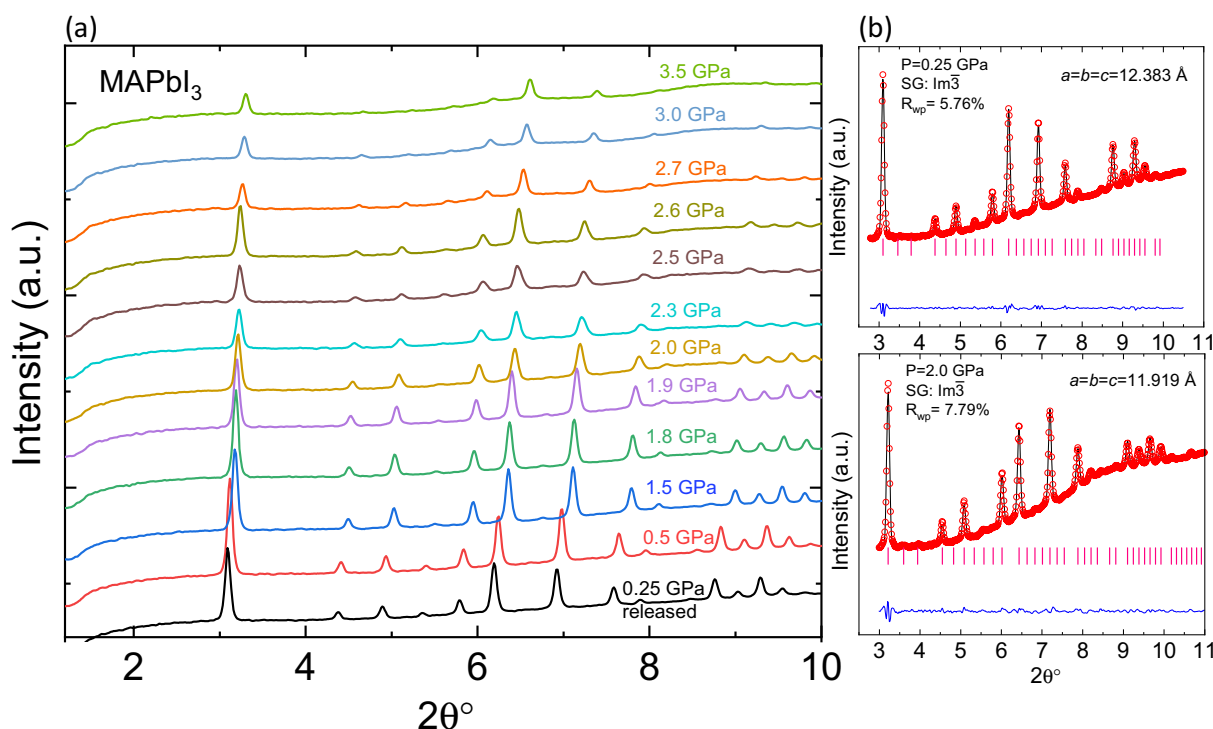 (a)
MAPbI₃
3.5 GPa
3.0 GPa
2.7 GPa
2.6 GPa
2.5 GPa
2.3 GPa
2.0 GPa
1.9 GPa
1.8 GPa
1.5 GPa
0.5 GPa
0.25 GPa
released
Intensity (a.u.)
2 4 6 8 10
2θ°
(b)
P=0.25 GPa
SG: Im3̅
Rwp= 5.76%
a=b=c=12.383 Å
Intensity (a.u.)
3 4 5 6 7 8 9 10 11
P=2.0 GPa
SG: Im3̅
Rwp= 7.79%
a=b=c=11.919 Å
Intensity (a.u.)
3 4 5 6 7 8 9 10 11
2θ°